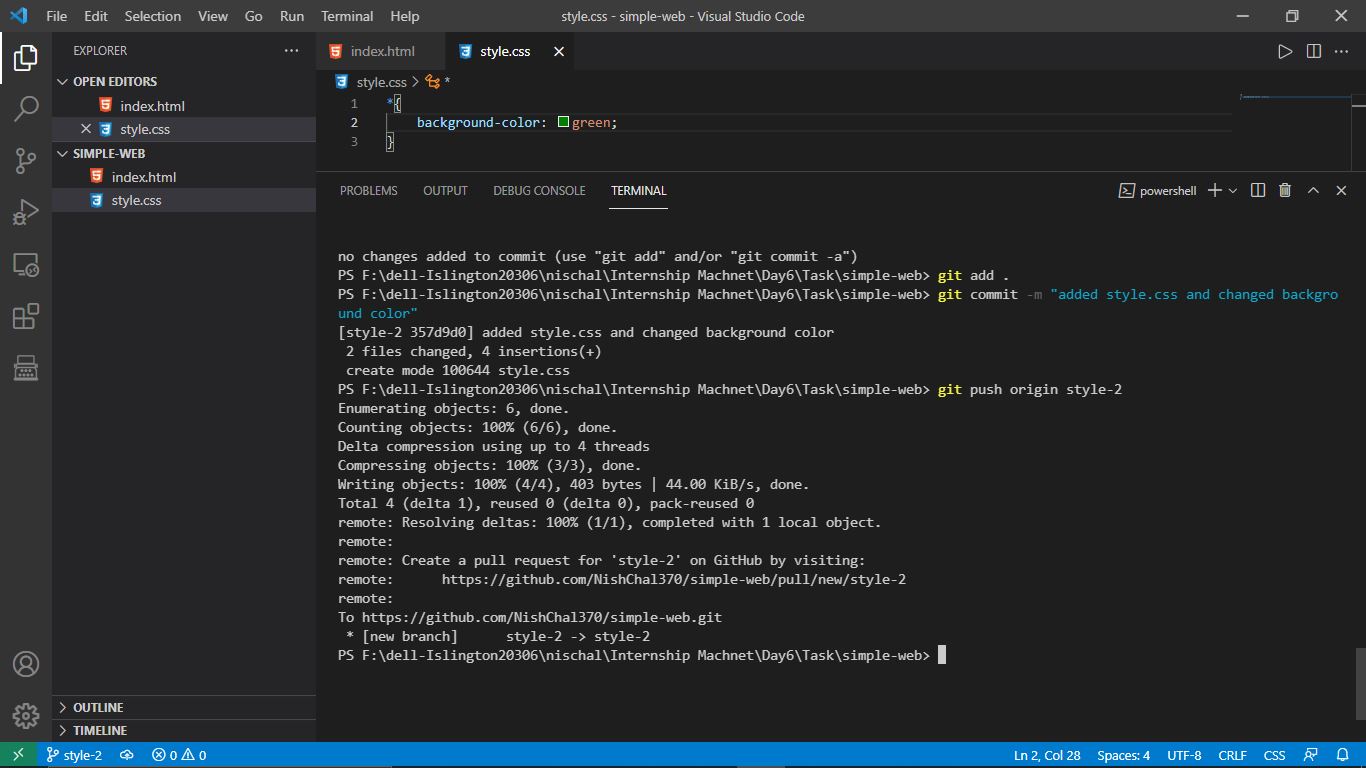 File Edit Selection View Go Run Terminal Help
style.css - simple-web - Visual Studio Code
EXPLORER
OPEN EDITORS
index.html
style.css
SIMPLE-WEB
index.html
style.css
OUTLINE
TIMELINE
index.html
style.css
style.css > *
1 *{
2 background-color: green;
3 }
PROBLEMS OUTPUT DEBUG CONSOLE TERMINAL
powershell
no changes added to commit (use "git add" and/or "git commit -a")
PS F:\dell-Islington20306\nischal\Internship Machnet\Day6\Task\simple-web> git add .
PS F:\dell-Islington20306\nischal\Internship Machnet\Day6\Task\simple-web> git commit -m "added style.css and changed backgro
und color"
[style-2 357d9d0] added style.css and changed background color
2 files changed, 4 insertions(+)
create mode 100644 style.css
PS F:\dell-Islington20306\nischal\Internship Machnet\Day6\Task\simple-web> git push origin style-2
Enumerating objects: 6, done.
Counting objects: 100% (6/6), done.
Delta compression using up to 4 threads
Compressing objects: 100% (3/3), done.
Writing objects: 100% (4/4), 403 bytes | 44.00 KiB/s, done.
Total 4 (delta 1), reused 0 (delta 0), pack-reused 0
remote: Resolving deltas: 100% (1/1), completed with 1 local object.
remote:
remote: Create a pull request for 'style-2' on GitHub by visiting:
remote: https://github.com/NishChal370/simple-web/pull/new/style-2
remote:
To https://github.com/NishChal370/simple-web.git
* [new branch] style-2 -> style-2
PS F:\dell-Islington20306\nischal\Internship Machnet\Day6\Task\simple-web>
style-2 0 0
Ln 2, Col 28 Spaces: 4 UTF-8 CRLF CSS